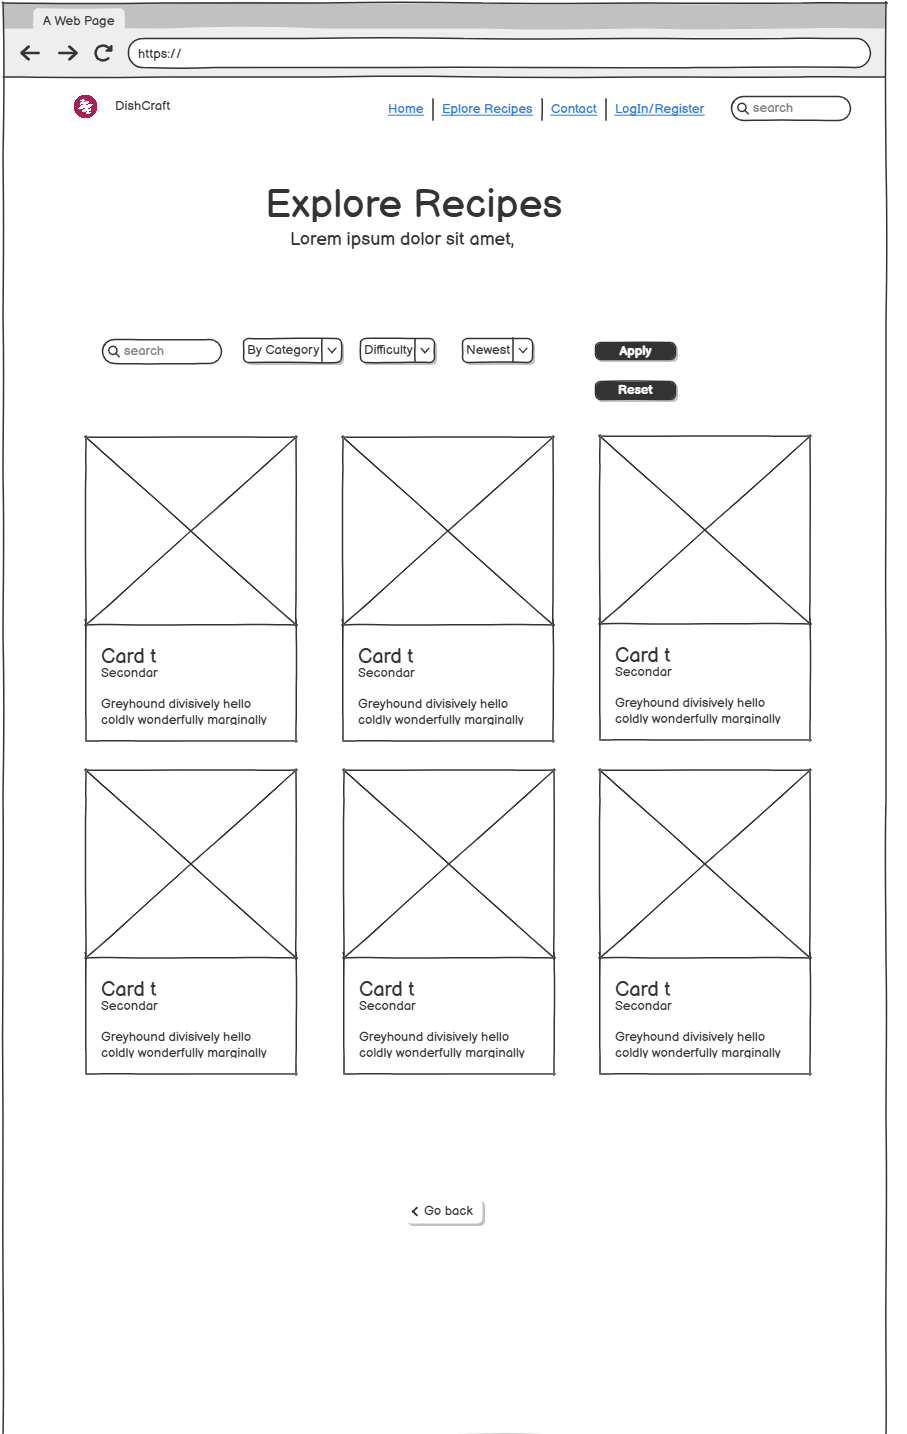 A Web Page
https://
DishCraft
Home Eplore Recipes Contact LogIn/Register search
Explore Recipes
Lorem ipsum dolor sit amet,
search By Category Difficulty Newest Apply
Reset
Card t
Secondar
Greyhound divisively hello
coldly wonderfully marginally
Card t
Secondar
Greyhound divisively hello
coldly wonderfully marginally
Card t
Secondar
Greyhound divisively hello
coldly wonderfully marginally
Card t
Secondar
Greyhound divisively hello
coldly wonderfully marginally
Card t
Secondar
Greyhound divisively hello
coldly wonderfully marginally
Card t
Secondar
Greyhound divisively hello
coldly wonderfully marginally
Go back